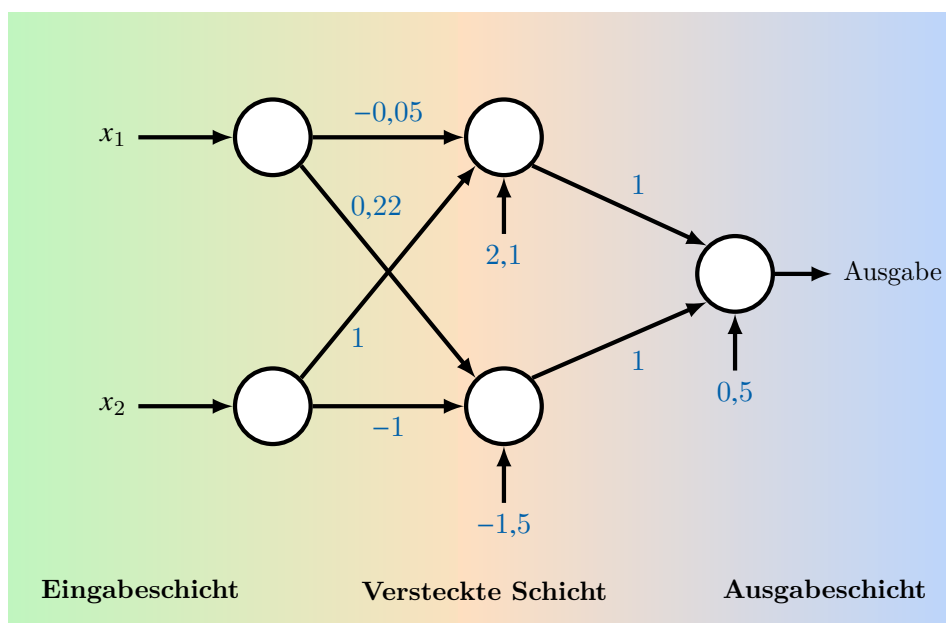 x1
−0,05
0,22
1
2,1
1
Ausgabe
x2
1
−1
0,5
−1,5
Eingabeschicht
Versteckte Schicht
Ausgabeschicht